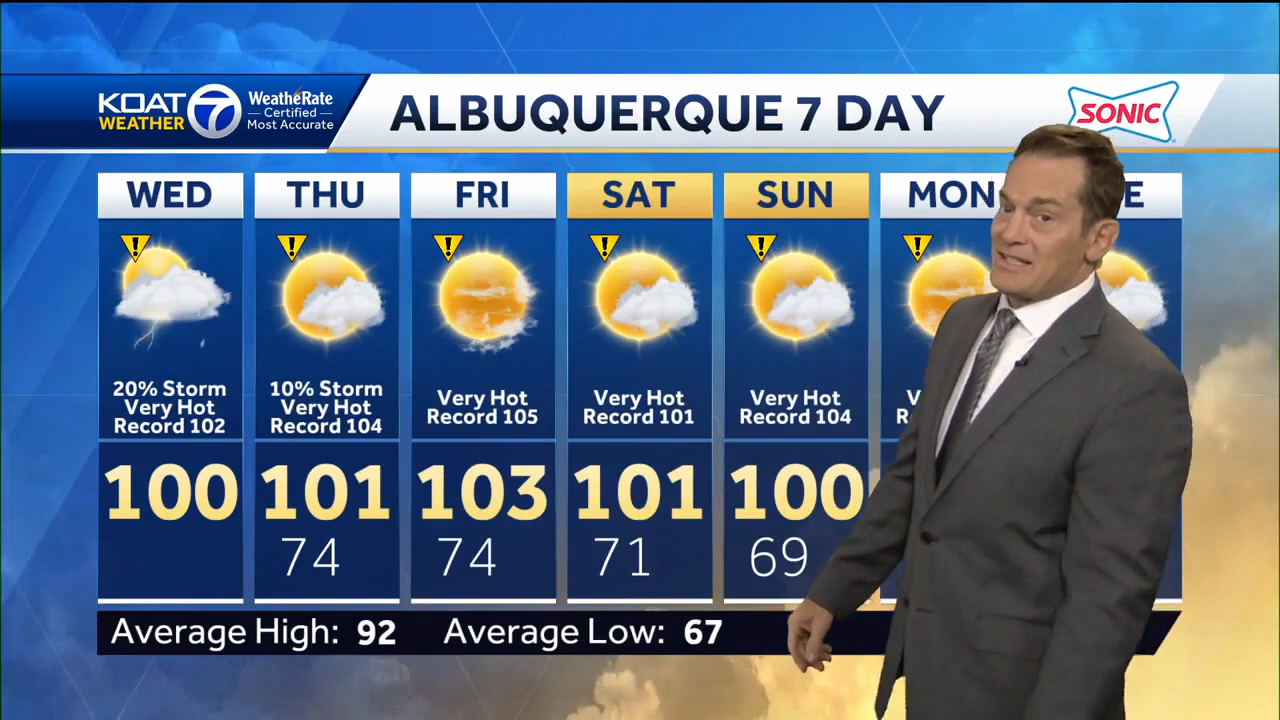 KOAT
WEATHER
7
WeatheRate
Certified
Most Accurate
ALBUQUERQUE 7 DAY
SONIC
WED
THU
FRI
SAT
SUN
20% Storm
Very Hot
Record 102
10% Storm
Very Hot
Record 104
Very Hot
Record 105
Very Hot
Record 101
Very Hot
Record 104
100
101
74
103
74
101
71
100
69
Average High: 92
Average Low: 67